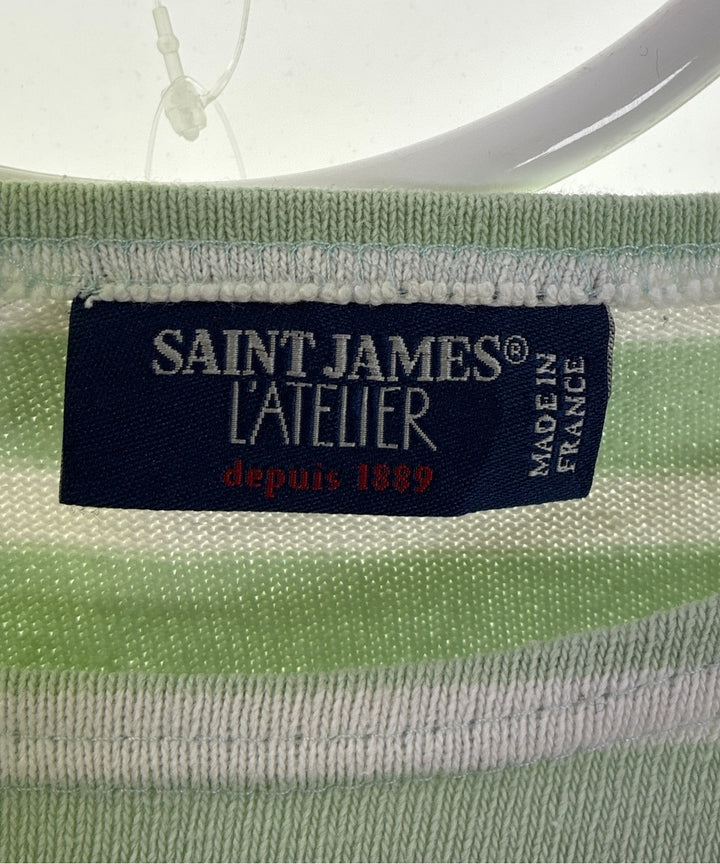 SAINT JAMES®
L'ATELIER
depuis 1889
MADE IN
FRANCE